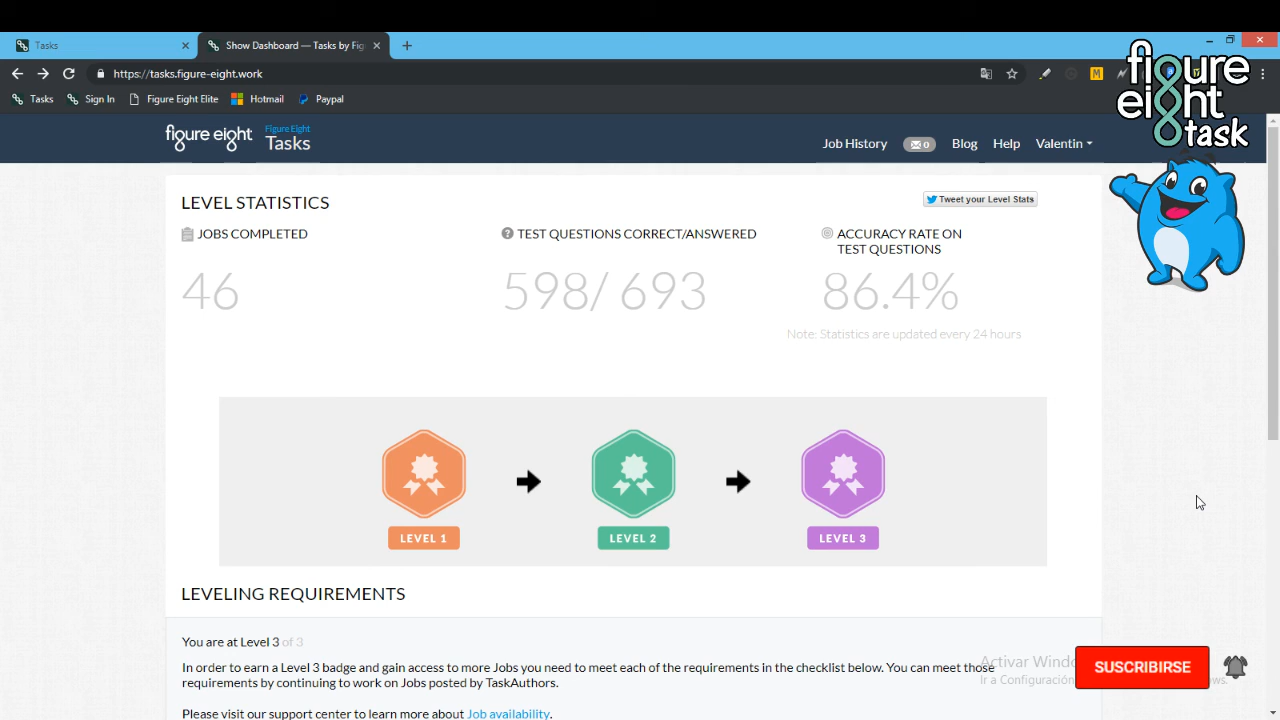 Tasks
Show Dashboard — Tasks by Fig
https://tasks.figure-eight.work
Tasks
Sign In
Figure Eight Elite
Hotmail
Paypal
figure
eight
task
figure eight
Figure Eight
Tasks
Job History
0
Blog
Help
Valentin
LEVEL STATISTICS
Tweet your Level Stats
JOBS COMPLETED
TEST QUESTIONS CORRECT/ANSWERED
ACCURACY RATE ON
TEST QUESTIONS
46
598/ 693
86.4%
Note: Statistics are updated every 24 hours
LEVEL 1
LEVEL 2
LEVEL 3
LEVELING REQUIREMENTS
You are at Level 3 of 3
In order to earn a Level 3 badge and gain access to more Jobs you need to meet each of the requirements in the checklist below. You can meet those
requirements by continuing to work on Jobs posted by TaskAuthors.
Please visit our support center to learn more about Job availability.
Activar Windo
Ir a Configuración
SUSCRIBIRSE